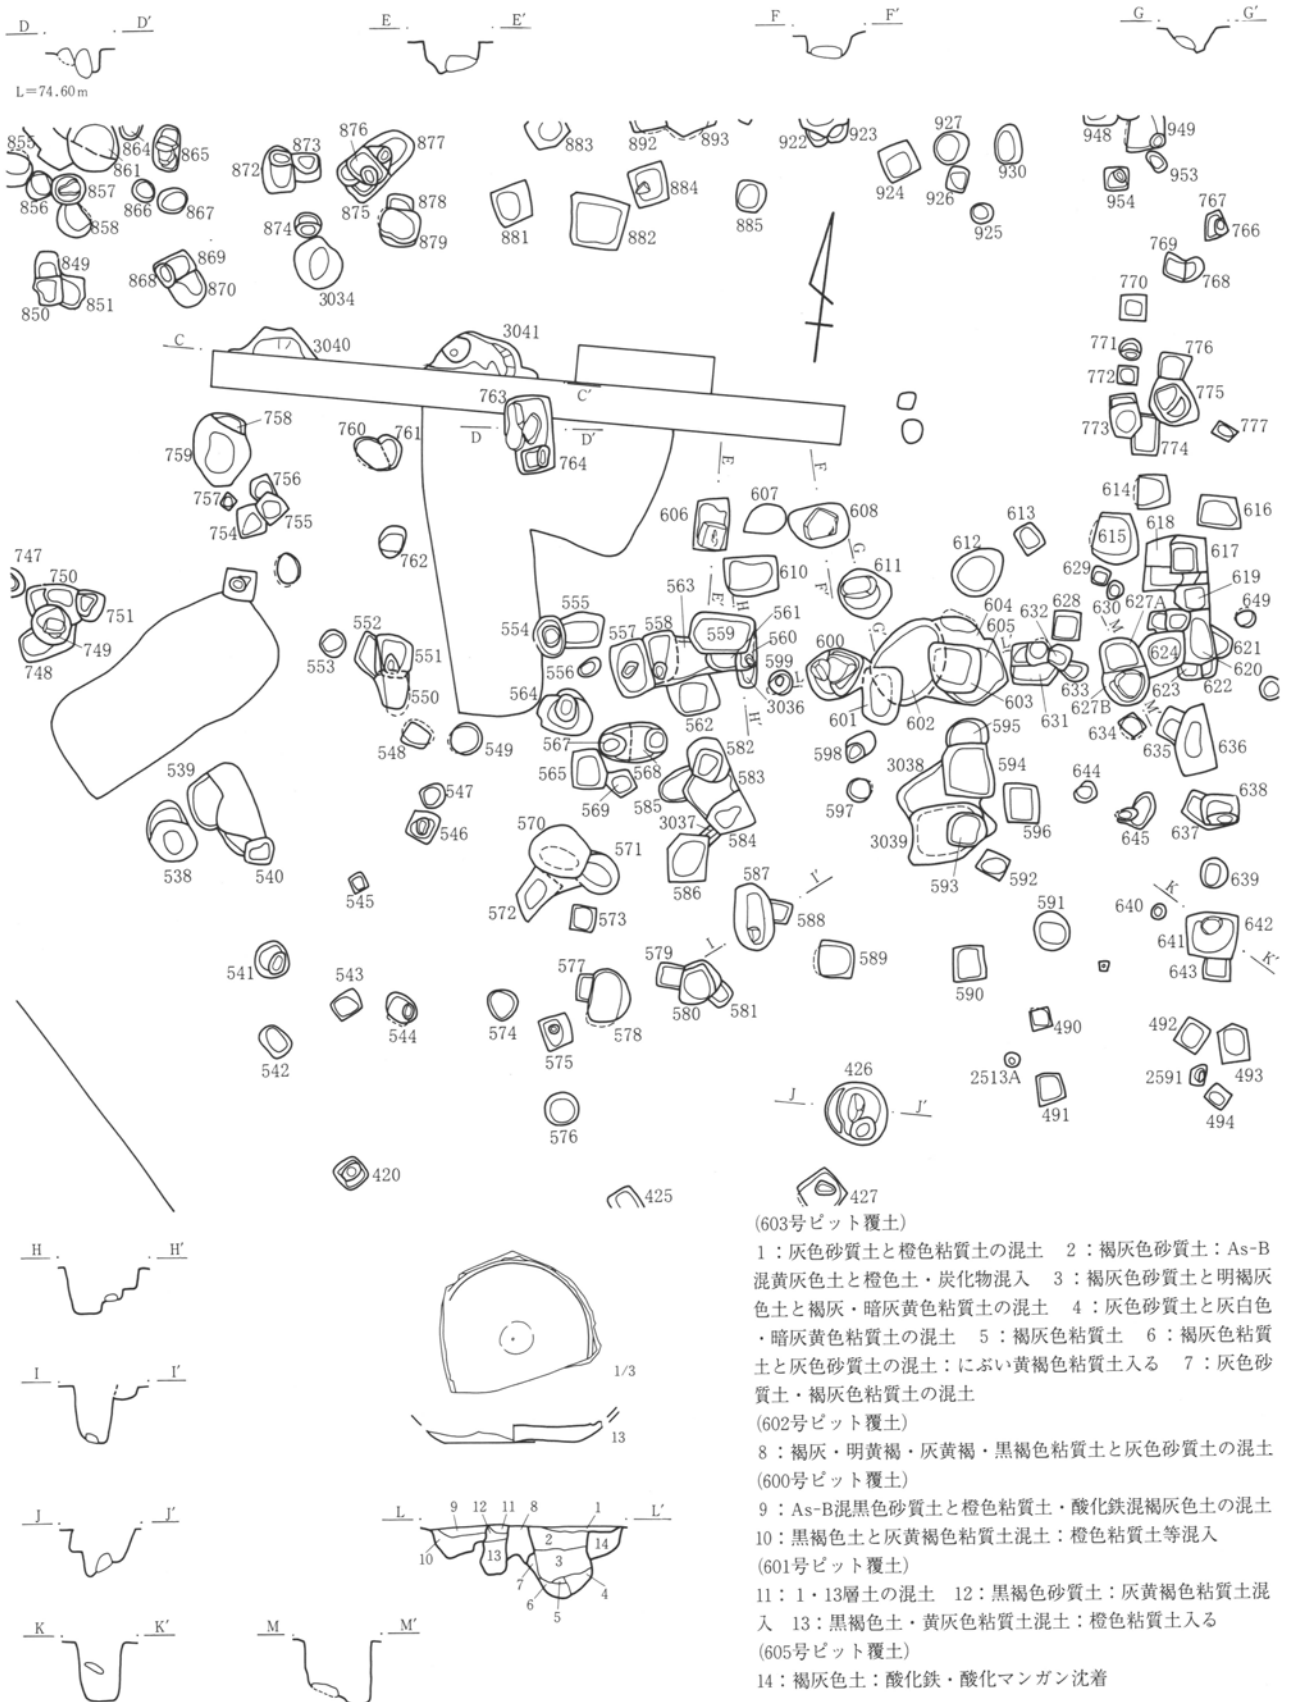 D D′ E E′ F F′ G G′
L=74.60m
855 864 865 861 856 857 858 866 867
872 873 876 877 875 878 874 879
883 892 893 884 881 882 885
922 923 924 927 926 930 925
948 949 953 954 767 766 769 768 770
849 850 851 868 869 870 3034
C 3040 3041 C′
771 776 772 775 773 774 777
763 D D′ 764 E F
758 759 760 761 756 757 755 754 762
606 607 608 613 614 616 615 618 617
747 750 751 749 748
552 551 553 550 548 549
554 555 556 557 558 563 559 561 560 610 E′ H
F′ G 611 612 629 630 619 649
599 600 G′ 604 605 632 628 627A M 624 621 620
564 562 3036 L H′ 601 602 603 L′ 631 633 627B 623 622
567 568 565 569 582 583 585 598 595 594 634 M′ 635 636
539 538 540 547 546 545
570 571 572 573 3037 584 586
597 3038 3039 593 592 596 644 645 638 637
587 I′ 588 589 I 579 580 581
591 590 640 639 K 642 641 643 K′
541 543 542 544 574 577 578 575 576
490 2513A 491 492 493 2591 494
J 426 J′ 420 425 427
H H′
I I′
1/3
13
J J′
L 9 12 11 8 1 L′
10 13 2 3 14 7 6 5 4
K K′ M M′
(603号ピット覆土)
1：灰色砂質土と橙色粘質土の混土　2：褐灰色砂質土：As-B
混黄灰色土と橙色土・炭化物混入　3：褐灰色砂質土と明褐灰
色土と褐灰・暗灰黄色粘質土の混土　4：灰色砂質土と灰白色
・暗灰黄色粘質土の混土　5：褐灰色粘質土　6：褐灰色粘質
土と灰色砂質土の混土：にぶい黄褐色粘質土入る　7：灰色砂
質土・褐灰色粘質土の混土
(602号ピット覆土)
8：褐灰・明黄褐・灰黄褐・黒褐色粘質土と灰色砂質土の混土
(600号ピット覆土)
9：As-B混黒色砂質土と橙色粘質土・酸化鉄混褐灰色土の混土
10：黒褐色土と灰黄褐色粘質土混土：橙色粘質土等混入
(601号ピット覆土)
11：1・13層土の混土　12：黒褐色砂質土：灰黄褐色粘質土混
入　13：黒褐色土・黄灰色粘質土混土：橙色粘質土入る
(605号ピット覆土)
14：褐灰色土：酸化鉄・酸化マンガン沈着